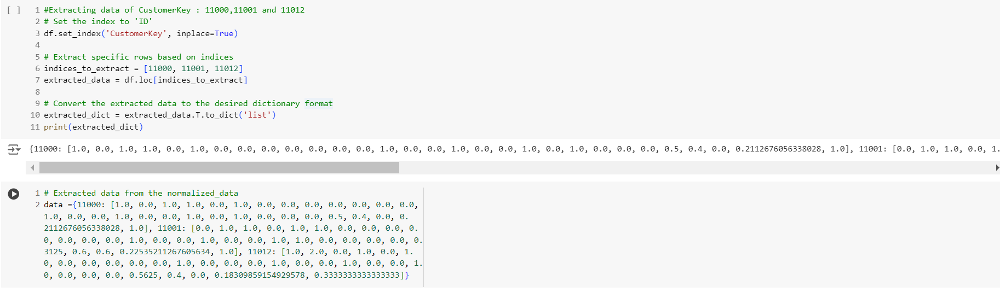 [ ]
1 #Extracting data of CustomerKey : 11000,11001 and 11012
2 # Set the index to 'ID'
3 df.set_index('CustomerKey', inplace=True)
4
5 # Extract specific rows based on indices
6 indices_to_extract = [11000, 11001, 11012]
7 extracted_data = df.loc[indices_to_extract]
8
9 # Convert the extracted data to the desired dictionary format
10 extracted_dict = extracted_data.T.to_dict('list')
11 print(extracted_dict)
{11000: [1.0, 0.0, 1.0, 1.0, 0.0, 1.0, 0.0, 0.0, 0.0, 0.0, 0.0, 0.0, 0.0, 1.0, 0.0, 0.0, 1.0, 0.0, 0.0, 1.0, 0.0, 1.0, 0.0, 0.0, 0.0, 0.5, 0.4, 0.0, 0.2112676056338028, 1.0], 11001: [0.0, 1.0, 1.0, 0.0, 1.
1 # Extracted data from the normalized_data
2 data ={11000: [1.0, 0.0, 1.0, 1.0, 0.0, 1.0, 0.0, 0.0, 0.0, 0.0, 0.0, 0.0, 0.0,
1.0, 0.0, 0.0, 1.0, 0.0, 0.0, 1.0, 0.0, 1.0, 0.0, 0.0, 0.0, 0.5, 0.4, 0.0, 0.
2112676056338028, 1.0], 11001: [0.0, 1.0, 1.0, 0.0, 1.0, 1.0, 0.0, 0.0, 0.0, 0.
0, 0.0, 0.0, 0.0, 1.0, 0.0, 0.0, 1.0, 0.0, 0.0, 1.0, 1.0, 0.0, 0.0, 0.0, 0.0, 0.
3125, 0.6, 0.6, 0.22535211267605634, 1.0], 11012: [1.0, 2.0, 0.0, 1.0, 0.0, 1.
0, 0.0, 0.0, 0.0, 0.0, 0.0, 1.0, 0.0, 0.0, 0.0, 1.0, 0.0, 0.0, 1.0, 0.0, 0.0, 1.
0, 0.0, 0.0, 0.0, 0.5625, 0.4, 0.0, 0.18309859154929578, 0.3333333333333333]}